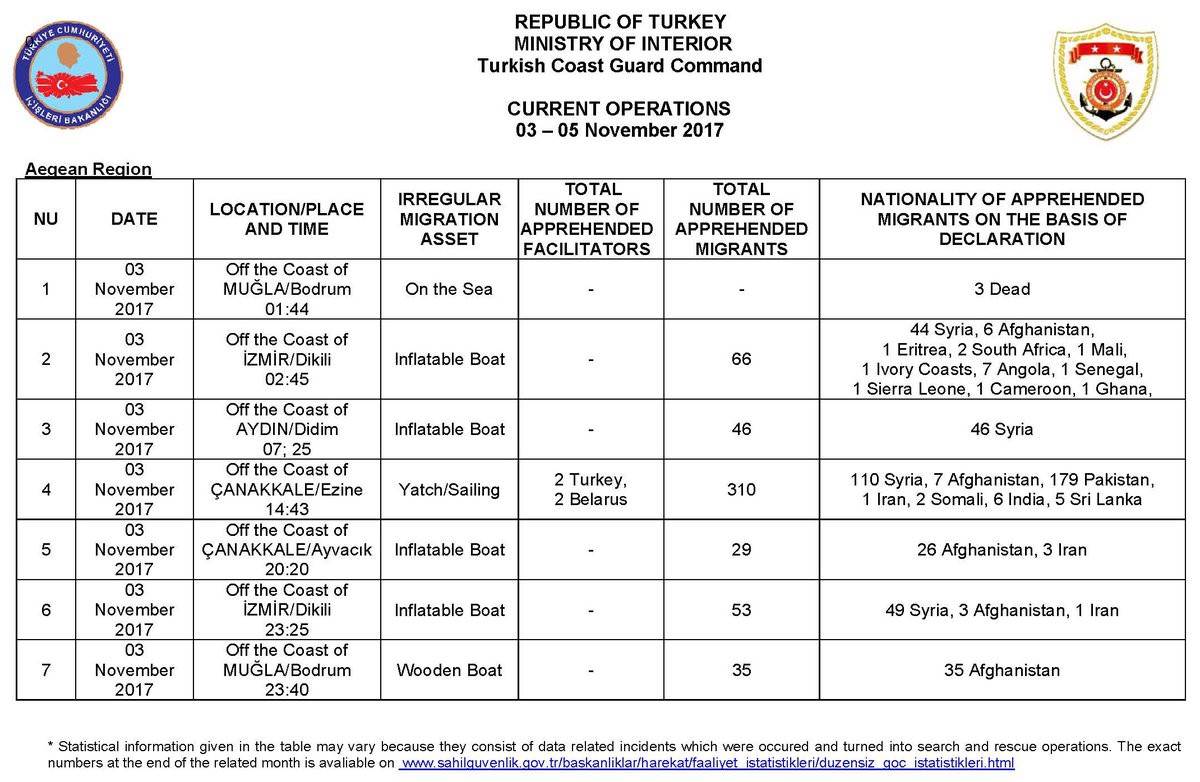 REPUBLIC OF TURKEY
MINISTRY OF INTERIOR
Turkish Coast Guard Command
CURRENT OPERATIONS
03 – 05 November 2017
TÜRKİYE CUMHURİYETİ
İÇİŞLERİ BAKANLIĞI
Aegean Region
NU
DATE
LOCATION/PLACE
AND TIME
IRREGULAR
MIGRATION
ASSET
TOTAL
NUMBER OF
APPREHENDED
FACILITATORS
TOTAL
NUMBER OF
APPREHENDED
MIGRANTS
NATIONALITY OF APPREHENDED
MIGRANTS ON THE BASIS OF
DECLARATION
1
03
November
2017
Off the Coast of
MUĞLA/Bodrum
01:44
On the Sea
-
-
3 Dead
2
03
November
2017
Off the Coast of
İZMİR/Dikili
02:45
Inflatable Boat
-
66
44 Syria, 6 Afghanistan,
1 Eritrea, 2 South Africa, 1 Mali,
1 Ivory Coasts, 7 Angola, 1 Senegal,
1 Sierra Leone, 1 Cameroon, 1 Ghana,
3
03
November
2017
Off the Coast of
AYDIN/Didim
07; 25
Inflatable Boat
-
46
46 Syria
4
03
November
2017
Off the Coast of
ÇANAKKALE/Ezine
14:43
Yatch/Sailing
2 Turkey,
2 Belarus
310
110 Syria, 7 Afghanistan, 179 Pakistan,
1 Iran, 2 Somali, 6 India, 5 Sri Lanka
5
03
November
2017
Off the Coast of
ÇANAKKALE/Ayvacık
20:20
Inflatable Boat
-
29
26 Afghanistan, 3 Iran
6
03
November
2017
Off the Coast of
İZMİR/Dikili
23:25
Inflatable Boat
-
53
49 Syria, 3 Afghanistan, 1 Iran
7
03
November
2017
Off the Coast of
MUĞLA/Bodrum
23:40
Wooden Boat
-
35
35 Afghanistan
* Statistical information given in the table may vary because they consist of data related incidents which were occured and turned into search and rescue operations. The exact
numbers at the end of the related month is avaliable on www.sahilguvenlik.gov.tr/baskanliklar/harekat/faaliyet_istatistikleri/duzensiz_goc_istatistikleri.html